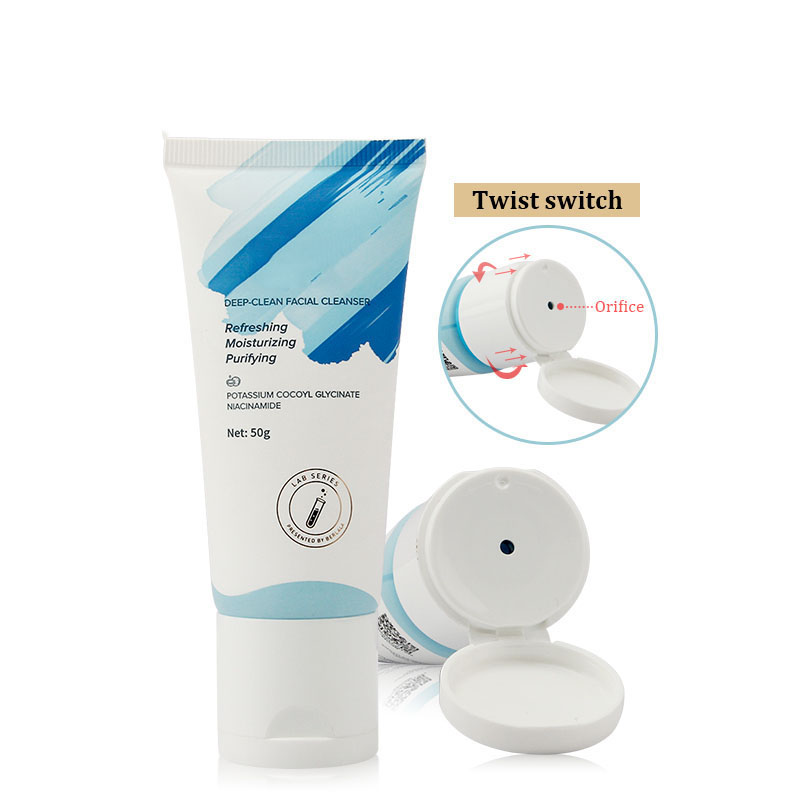 DEEP-CLEAN FACIAL CLEANSER
Refreshing
Moisturizing
Purifying
POTASSIUM COCOYL GLYCINATE
NIACINAMIDE
Net: 50g
LAB SERIES
PRESENTED BY BERLALA
Twist switch
Orifice